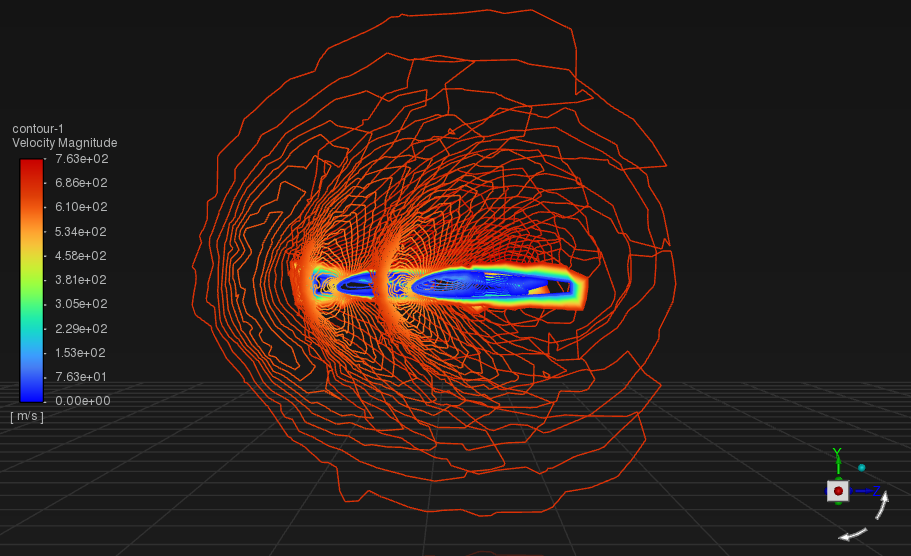 contour-1
Velocity Magnitude
7.63e+02
6.86e+02
6.10e+02
5.34e+02
4.58e+02
3.81e+02
3.05e+02
2.29e+02
1.53e+02
7.63e+01
0.00e+00
[ m/s ]
Y
Z